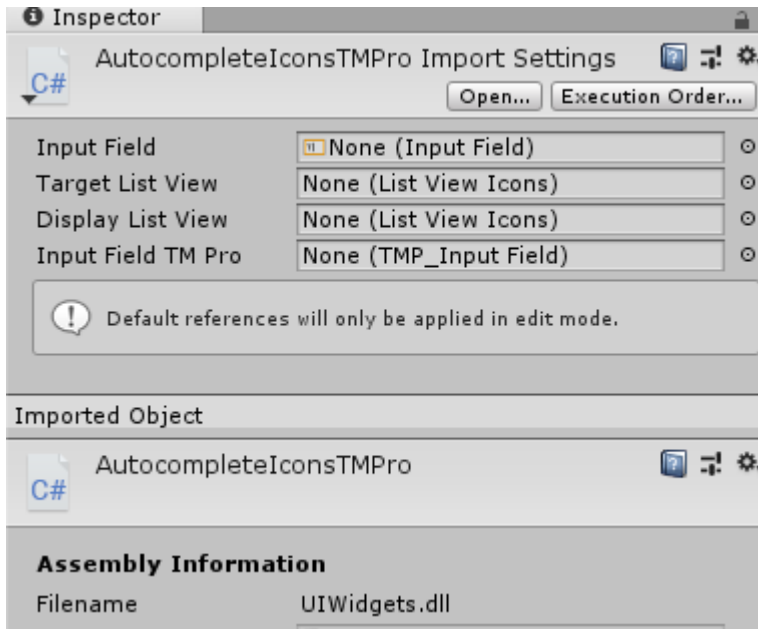 Inspector
AutocompleteIconsTMPro Import Settings
C#
Open... Execution Order...
Input Field None (Input Field)
Target List View None (List View Icons)
Display List View None (List View Icons)
Input Field TM Pro None (TMP_Input Field)
Default references will only be applied in edit mode.
Imported Object
AutocompleteIconsTMPro
C#
Assembly Information
Filename UIWidgets.dll